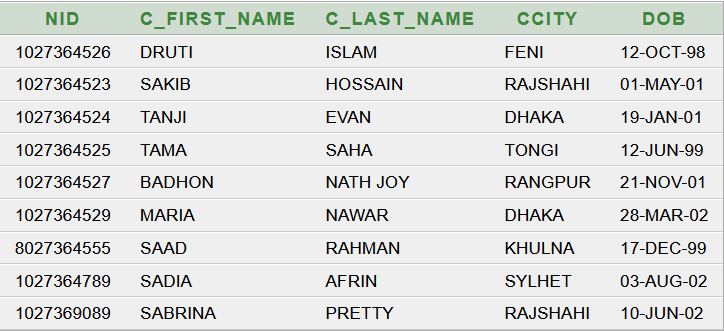 NID C_FIRST_NAME C_LAST_NAME CCITY DOB
1027364526 DRUTI ISLAM FENI 12-OCT-98
1027364523 SAKIB HOSSAIN RAJSHAHI 01-MAY-01
1027364524 TANJI EVAN DHAKA 19-JAN-01
1027364525 TAMA SAHA TONGI 12-JUN-99
1027364527 BADHON NATH JOY RANGPUR 21-NOV-01
1027364529 MARIA NAWAR DHAKA 28-MAR-02
8027364555 SAAD RAHMAN KHULNA 17-DEC-99
1027364789 SADIA AFRIN SYLHET 03-AUG-02
1027369089 SABRINA PRETTY RAJSHAHI 10-JUN-02